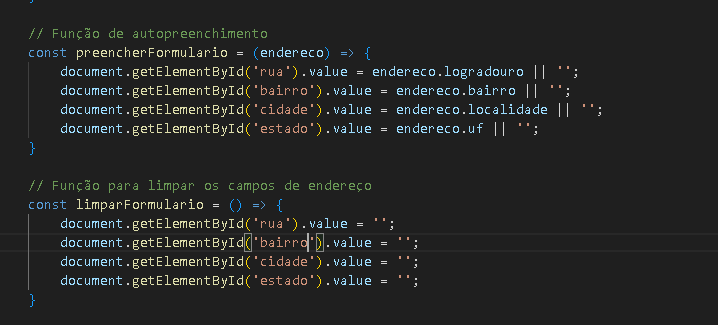 // Função de autopreenchimento
const preencherFormulario = (endereco) => {
document.getElementById('rua').value = endereco.logradouro || '';
document.getElementById('bairro').value = endereco.bairro || '';
document.getElementById('cidade').value = endereco.localidade || '';
document.getElementById('estado').value = endereco.uf || '';
}
// Função para limpar os campos de endereço
const limparFormulario = () => {
document.getElementById('rua').value = '';
document.getElementById('bairro').value = '';
document.getElementById('cidade').value = '';
document.getElementById('estado').value = '';
}